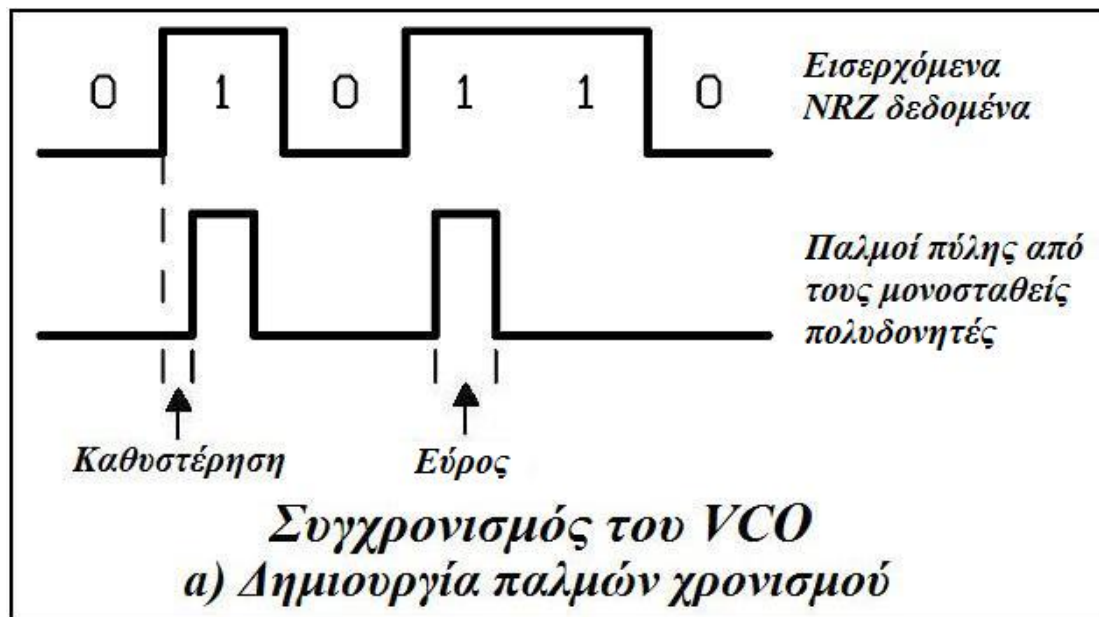 0 1 0 1 1 0
Εισερχόμενα
NRZ δεδομένα
Παλμοί πύλης από
τους μονοσταθείς
πολυδονητές
Καθυστέρηση Εύρος
Συγχρονισμός του VCO
α) Δημιουργία παλμών χρονισμού